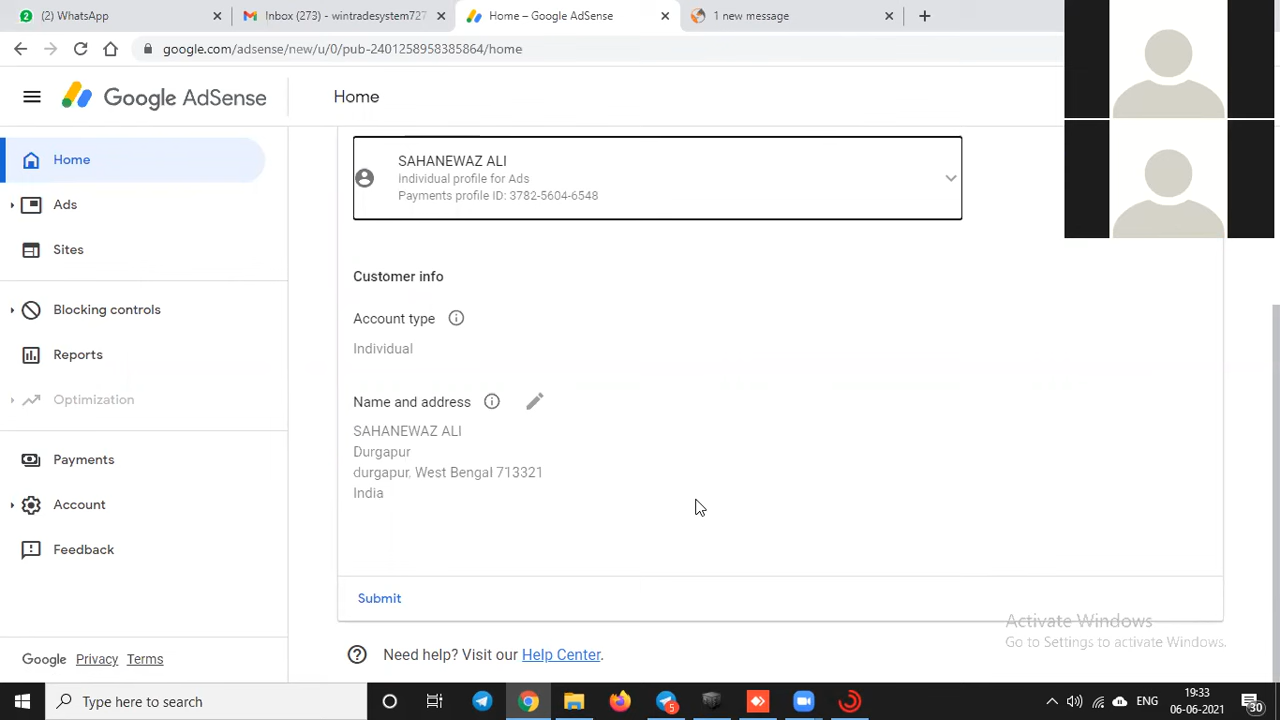 (2) WhatsApp
Inbox (273) - wintradesystem727
Home – Google AdSense
1 new message
google.com/adsense/new/u/0/pub-2401258958385864/home
Google AdSense
Home
Home
Ads
Sites
Blocking controls
Reports
Optimization
Payments
Account
Feedback
Google Privacy Terms
SAHANEWAZ ALI
Individual profile for Ads
Payments profile ID: 3782-5604-6548
Customer info
Account type
Individual
Name and address
SAHANEWAZ ALI
Durgapur
durgapur, West Bengal 713321
India
Submit
Need help? Visit our Help Center.
Activate Windows
Go to Settings to activate Windows.
Type here to search
5
ENG
19:33
06-06-2021
30